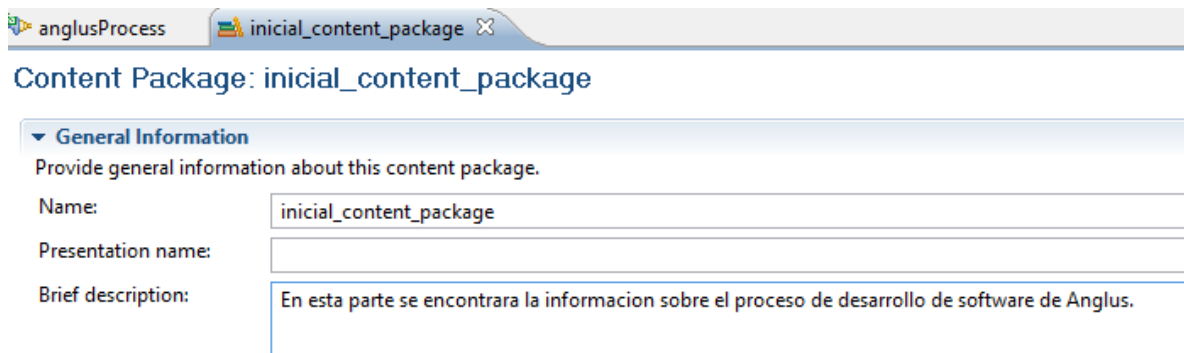 anglusProcess inicial_content_package
Content Package: inicial_content_package
General Information
Provide general information about this content package.
Name: inicial_content_package
Presentation name:
Brief description: En esta parte se encontrara la informacion sobre el proceso de desarrollo de software de Anglus.